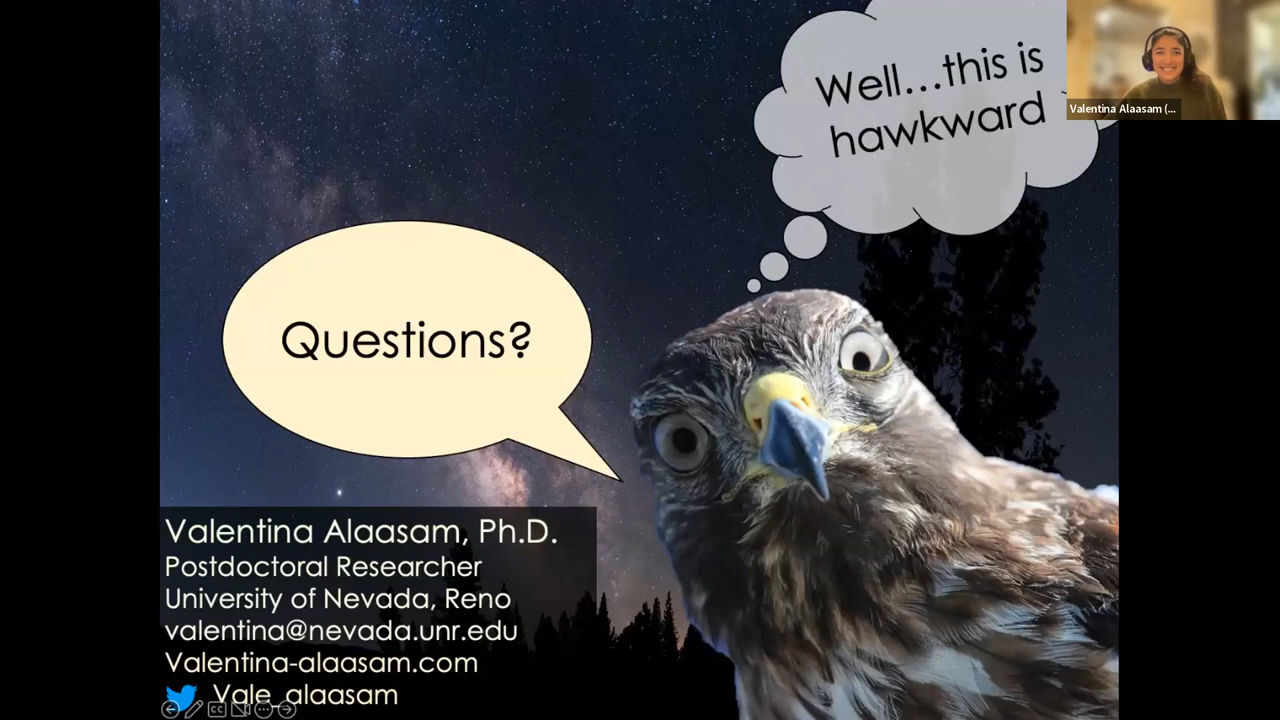 Well...this is
hawkward
Valentina Alaasam (...
Questions?
Valentina Alaasam, Ph.D.
Postdoctoral Researcher
University of Nevada, Reno
valentina@nevada.unr.edu
Valentina-alaasam.com
Vale_alaasam
CC